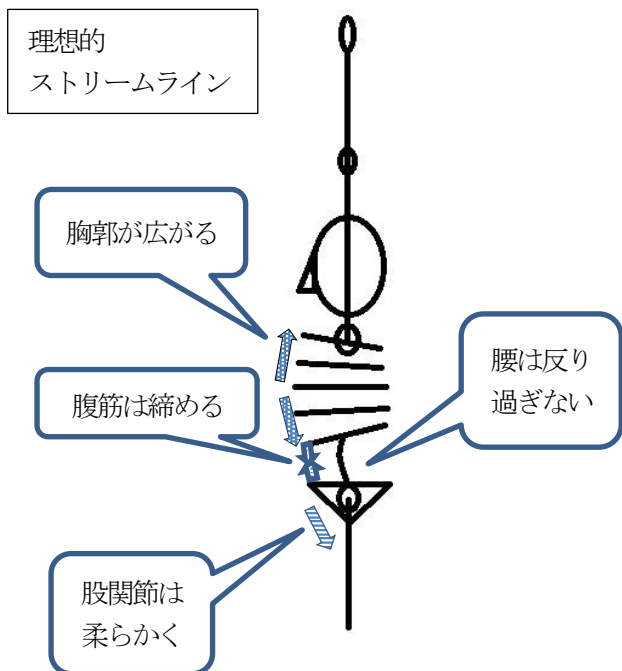 理想的
ストリームライン
胸郭が広がる
腹筋は締める
腰は反り
過ぎない
股関節は
柔らかく